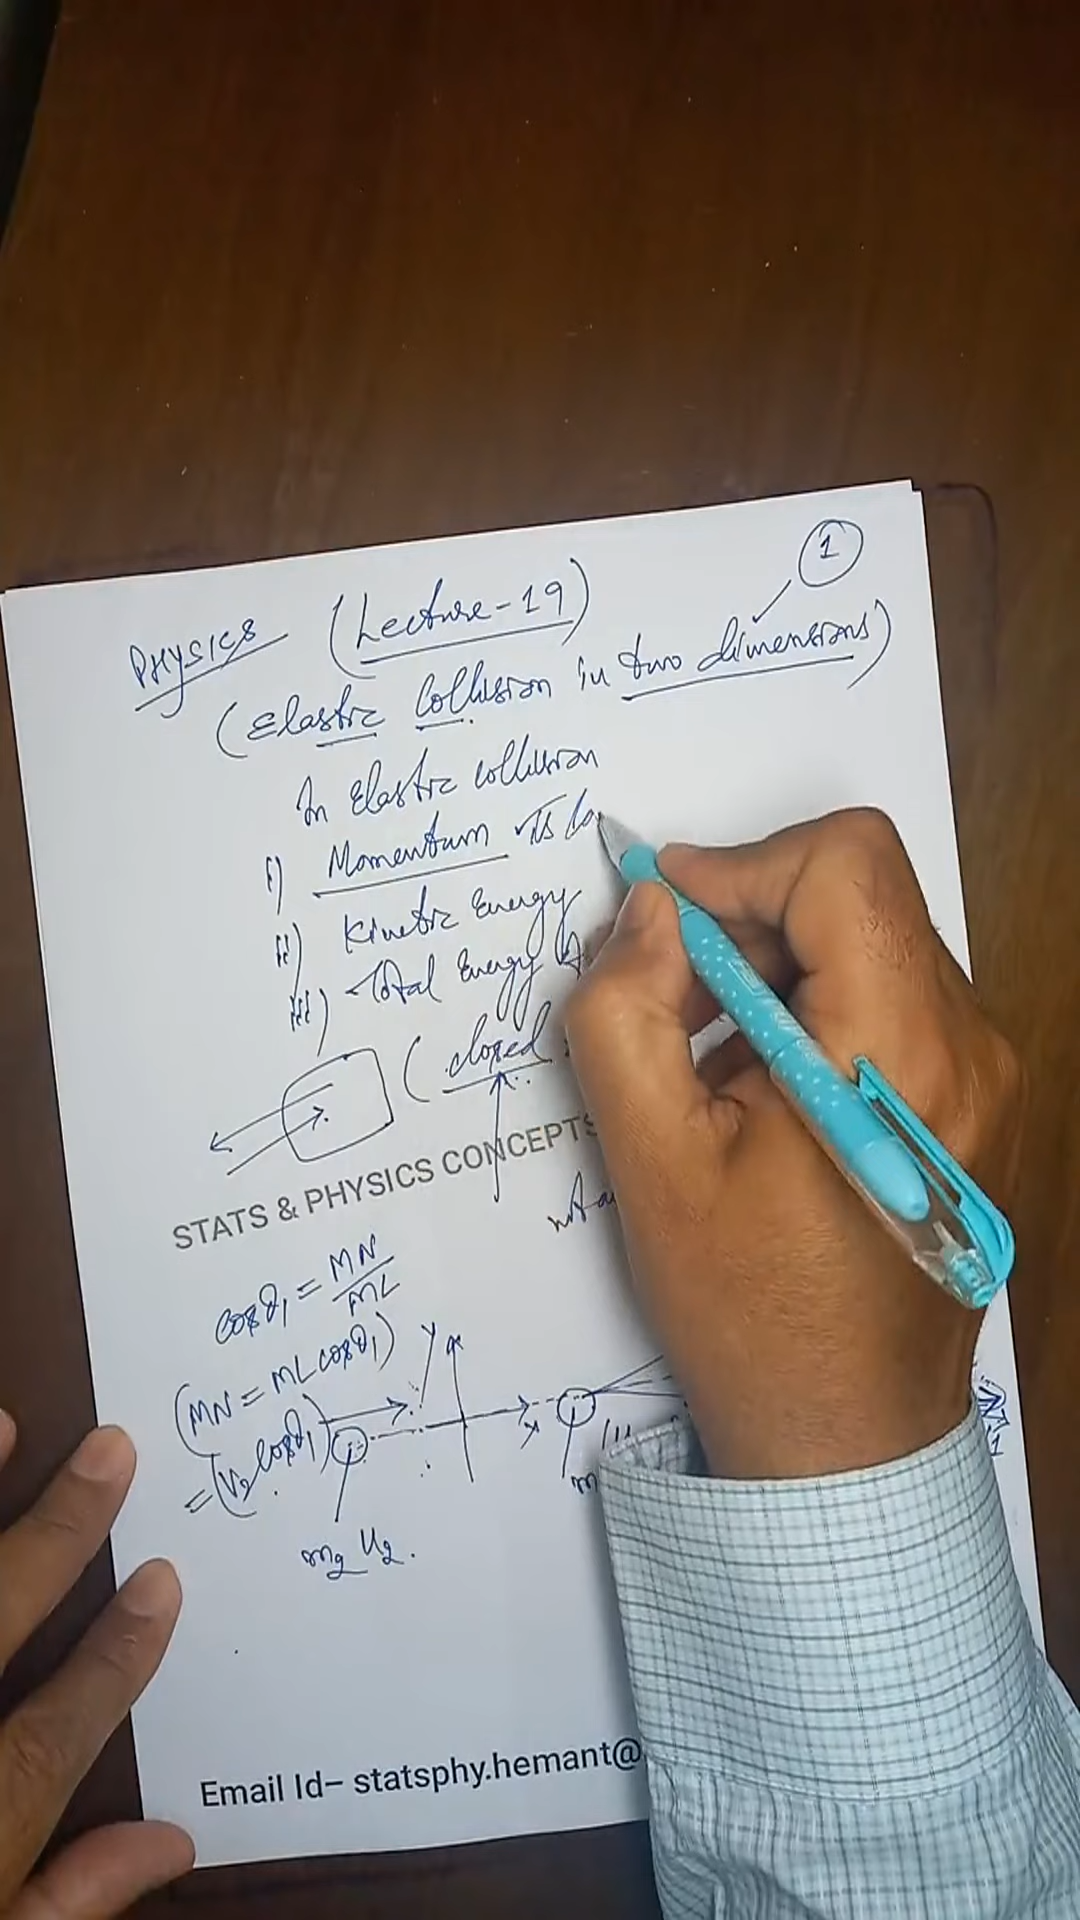 1
PHYSICS (Lecture-19)
(Elastic Collision in two dimensions)
In Elastic collision
i) Momentum is co
ii) Kinetic Energy
iii) Total Energy
(closed
STATS & PHYSICS CONCEPTS
not a
cosθ₁ = MN/ML
(MN = ML cosθ₁)
= (V₂ cosθ₁)
Y
X
m₂ U₂.
m
Email Id– statsphy.hemant@